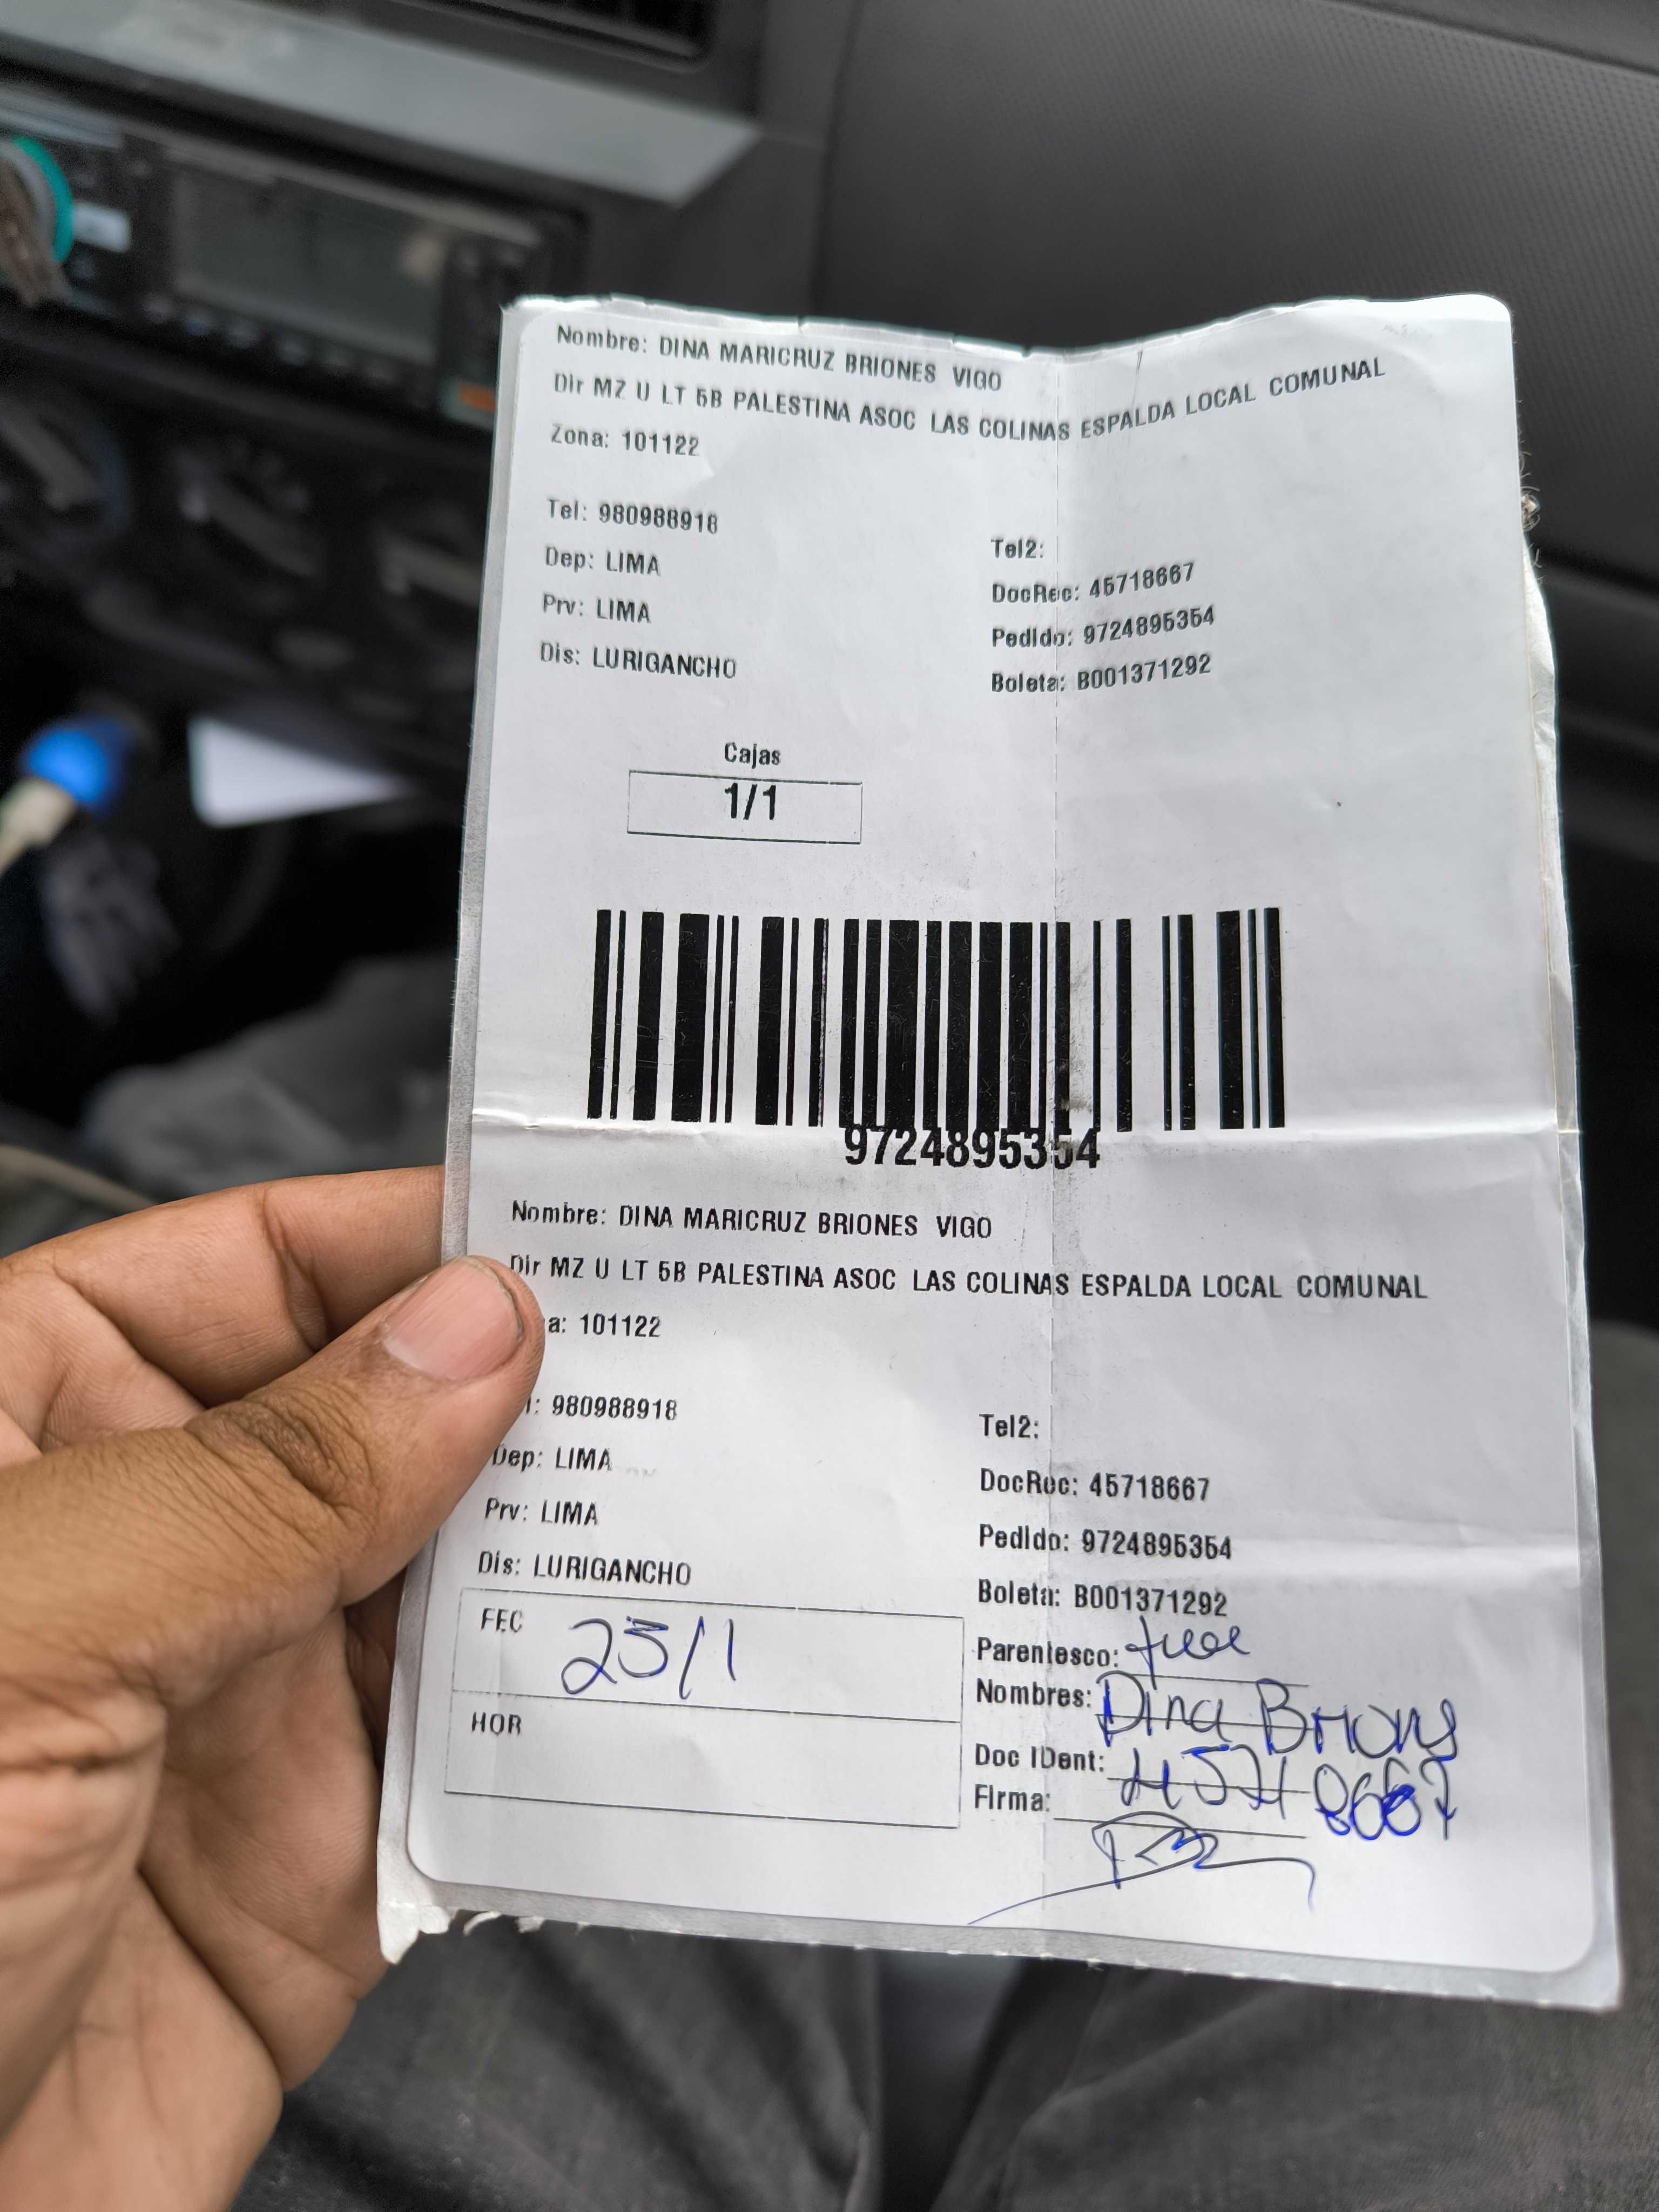 Nombre: DINA MARICRUZ BRIONES VIGO
Dir MZ U LT 5B PALESTINA ASOC LAS COLINAS ESPALDA LOCAL COMUNAL
Zona: 101122
Tel: 980988918
Tel2:
Dep: LIMA
DocRec: 45718667
Prv: LIMA
Pedido: 9724895354
Dis: LURIGANCHO
Boleta: B001371292
Cajas
1/1
9724895354
Nombre: DINA MARICRUZ BRIONES VIGO
Dir MZ U LT 5B PALESTINA ASOC LAS COLINAS ESPALDA LOCAL COMUNAL
a: 101122
: 980988918
Tel2:
Dep: LIMA
DocRec: 45718667
Prv: LIMA
Pedido: 9724895354
Dis: LURIGANCHO
Boleta: B001371292
FEC 23/1
Parentesco:
Nombres: Dina Briones
HOR
Doc IDent: 45718667
Firma: